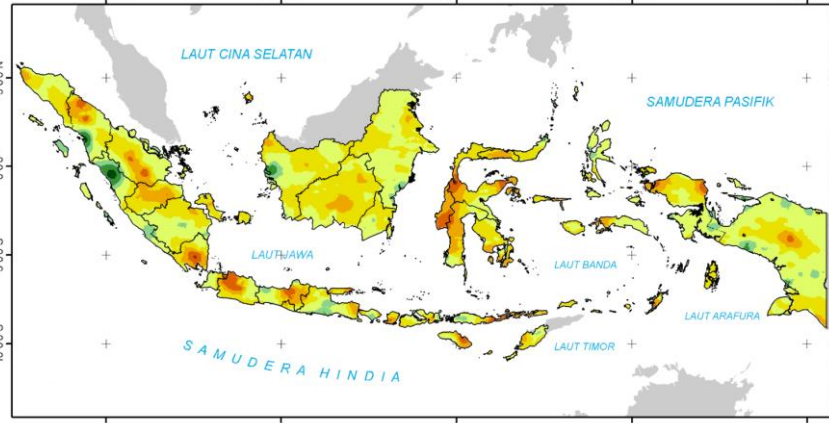 LAUT CINA SELATAN
SAMUDERA PASIFIK
LAUT JAWA
LAUT BANDA
LAUT ARAFURA
LAUT TIMOR
SAMUDERA HINDIA